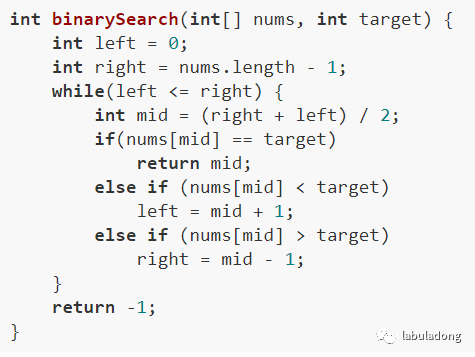 int binarySearch(int[] nums, int target) {
    int left = 0;
    int right = nums.length - 1;
    while(left <= right) {
        int mid = (right + left) / 2;
        if(nums[mid] == target)
            return mid;
        else if (nums[mid] < target)
            left = mid + 1;
        else if (nums[mid] > target)
            right = mid - 1;
    }
    return -1;
}
labuladong